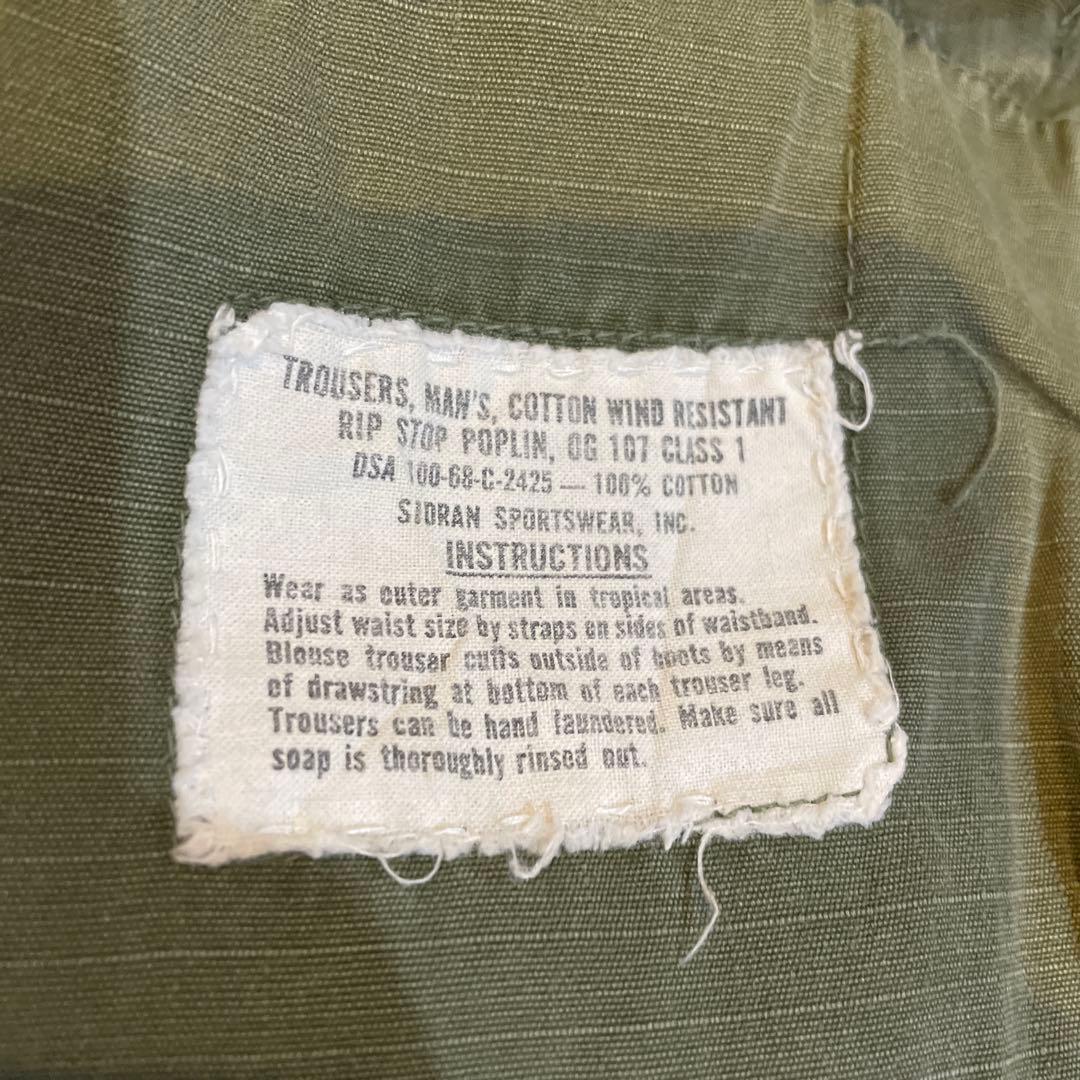 TROUSERS, MAN'S, COTTON WIND RESISTANT
RIP STOP POPLIN, OG 107 CLASS 1
DSA 100-68-C-2425 — 100% COTTON
SIDRAN SPORTSWEAR, INC.
INSTRUCTIONS
Wear as outer garment in tropical areas.
Adjust waist size by straps on sides of waistband.
Blouse trouser cuffs outside of boots by means
of drawstring at bottom of each trouser leg.
Trousers can be hand laundered. Make sure all
soap is thoroughly rinsed out.